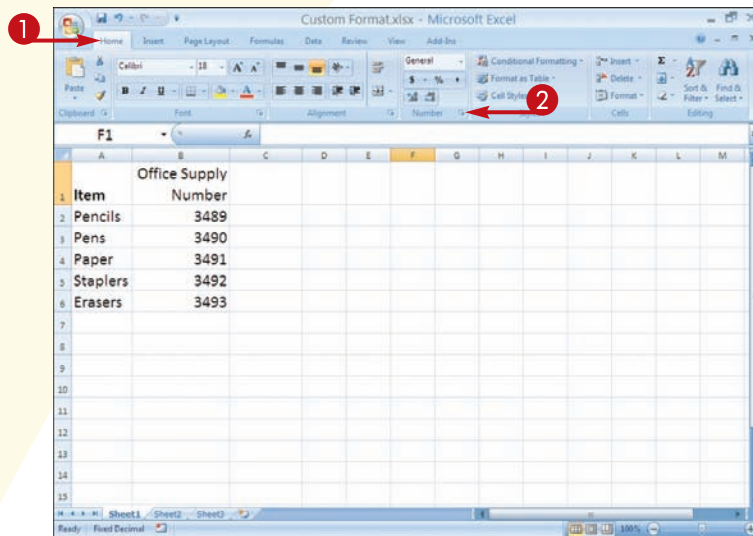 Custom Format.xlsx - Microsoft Excel
1
Home Insert Page Layout Formulas Data Review View Add-Ins
Calibri 18 A A General Conditional Formatting Insert Σ
Paste B I U A $ % , Format as Table Delete Sort & Filter Find & Select
Cell Styles Format
2
Clipboard Font Alignment Number Cells Editing
F1 fx
A B C D E F G H I J K L M
1 Item Office Supply Number
2 Pencils 3489
3 Pens 3490
4 Paper 3491
5 Staplers 3492
6 Erasers 3493
7
8
9
10
11
12
13
14
15
Sheet1 Sheet2 Sheet3
Ready Fixed Decimal 100%